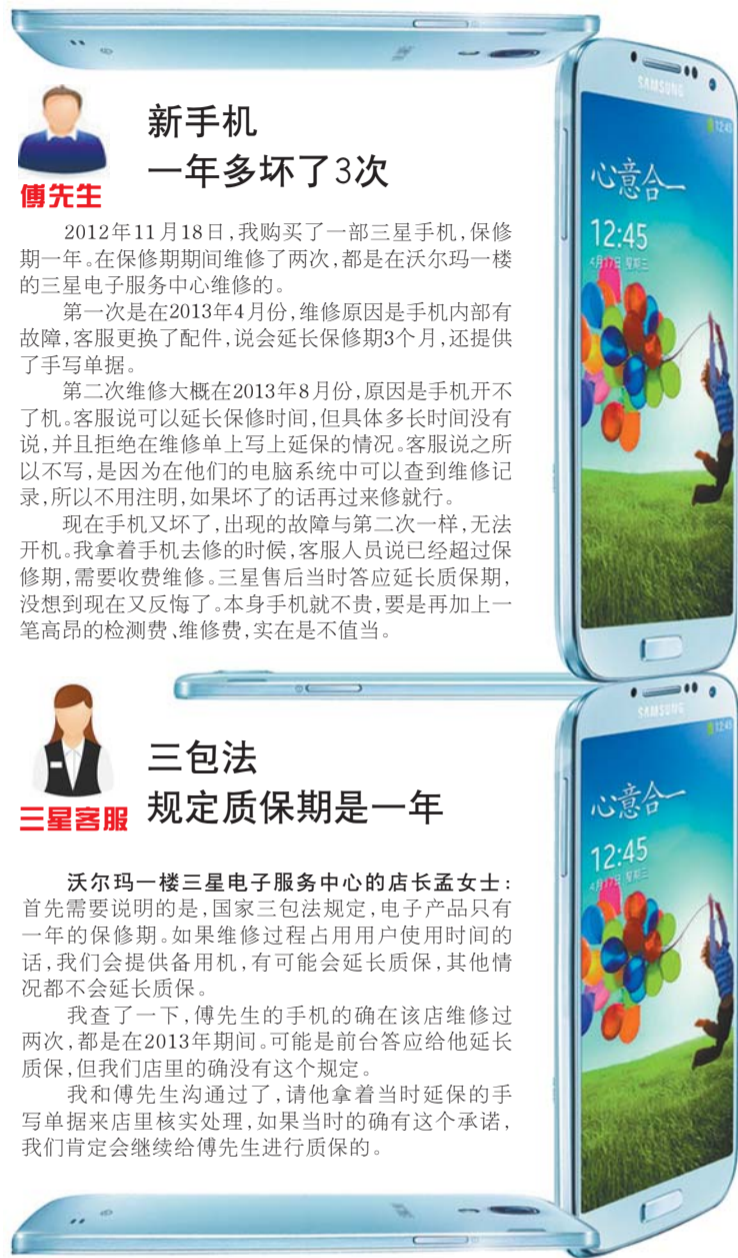 SAMSUNG
12:45
心意合一
12:45
4月17日 星期三
傅先生
新手机
一年多坏了3次
2012年11月18日,我购买了一部三星手机,保修
期一年。在保修期期间维修了两次,都是在沃尔玛一楼
的三星电子服务中心维修的。
第一次是在2013年4月份,维修原因是手机内部有
故障,客服更换了配件,说会延长保修期3个月,还提供
了手写单据。
第二次维修大概在2013年8月份,原因是手机开不
了机。客服说可以延长保修时间,但具体多长时间没有
说,并且拒绝在维修单上写上延保的情况。客服说之所
以不写,是因为在他们的电脑系统中可以查到维修记
录,所以不用注明,如果坏了的话再过来修就行。
现在手机又坏了,出现的故障与第二次一样,无法
开机。我拿着手机去修的时候,客服人员说已经超过保
修期,需要收费维修。三星售后当时答应延长质保期,
没想到现在又反悔了。本身手机就不贵,要是再加上一
笔高昂的检测费、维修费,实在是不值当。
SAMSUNG
12:45
心意合一
12:45
4月17日 星期三
三星客服
三包法
规定质保期是一年
沃尔玛一楼三星电子服务中心的店长孟女士:
首先需要说明的是,国家三包法规定,电子产品只有
一年的保修期。如果维修过程占用用户使用时间的
话,我们会提供备用机,有可能会延长质保,其他情
况都不会延长质保。
我查了一下,傅先生的手机的确在该店维修过
两次,都是在2013年期间。可能是前台答应给他延长
质保,但我们店里的确没有这个规定。
我和傅先生沟通过了,请他拿着当时延保的手
写单据来店里核实处理,如果当时的确有这个承诺,
我们肯定会继续给傅先生进行质保的。